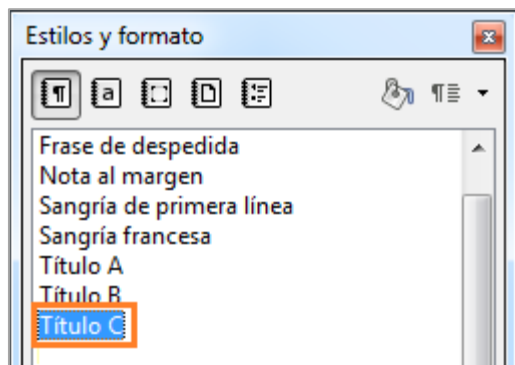 Estilos y formato
Frase de despedida
Nota al margen
Sangría de primera línea
Sangría francesa
Título A
Título B
Título C